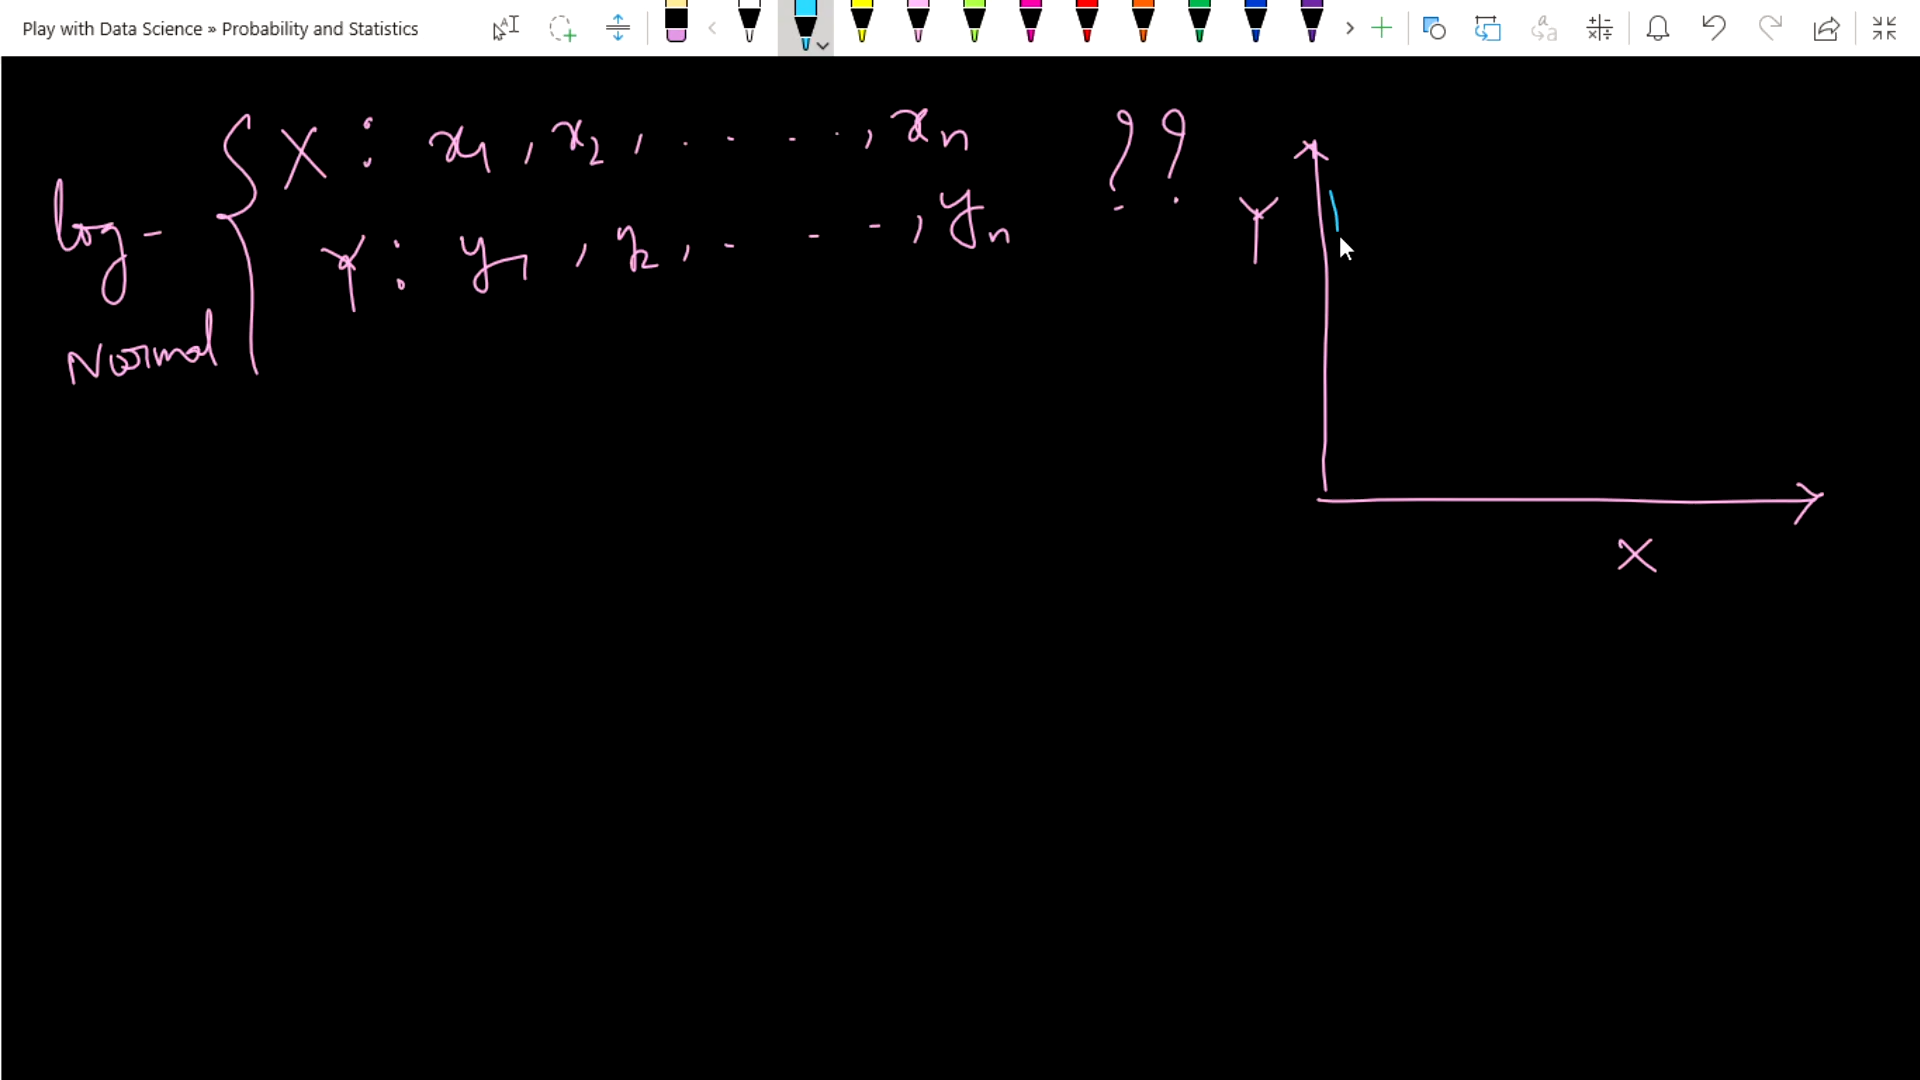 Play with Data Science » Probability and Statistics
X : x1 , x2 , . . . . , xn ??
log -
Normal
Y : y1 , y2 , - - - , yn
Y
X